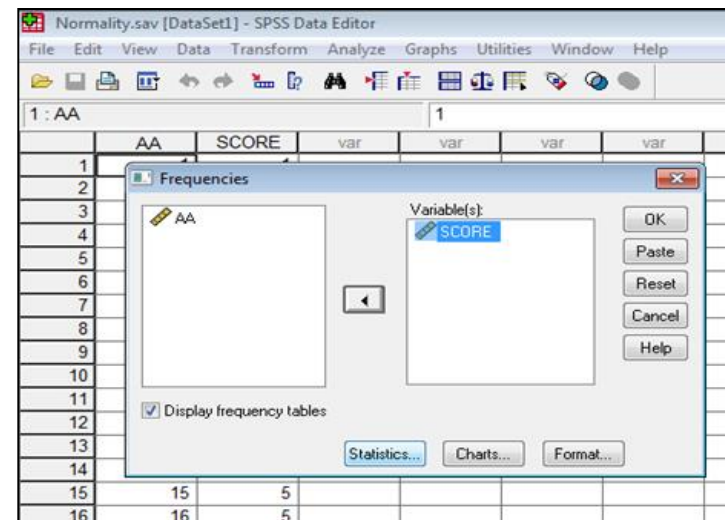 Normality.sav [DataSet1] - SPSS Data Editor
File Edit View Data Transform Analyze Graphs Utilities Window Help
1 : AA 1
AA SCORE var var var var
1
2
3
4
5
6
7
8
9
10
11
12
13
14
15 15 5
16 16 5
Frequencies
AA
Variable(s):
SCORE
OK
Paste
Reset
Cancel
Help
Display frequency tables
Statistics... Charts... Format...